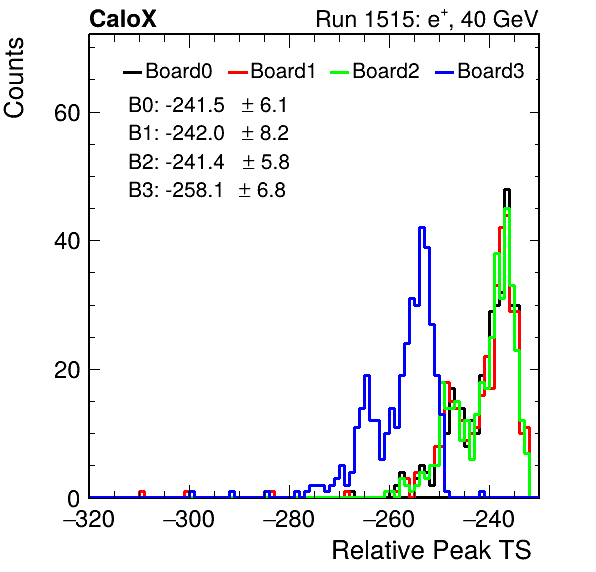 CaloX Run 1515: e⁺, 40 GeV
Counts
Board0 Board1 Board2 Board3
B0: -241.5 ± 6.1
B1: -242.0 ± 8.2
B2: -241.4 ± 5.8
B3: -258.1 ± 6.8
60
40
20
0
−320 −300 −280 −260 −240
Relative Peak TS